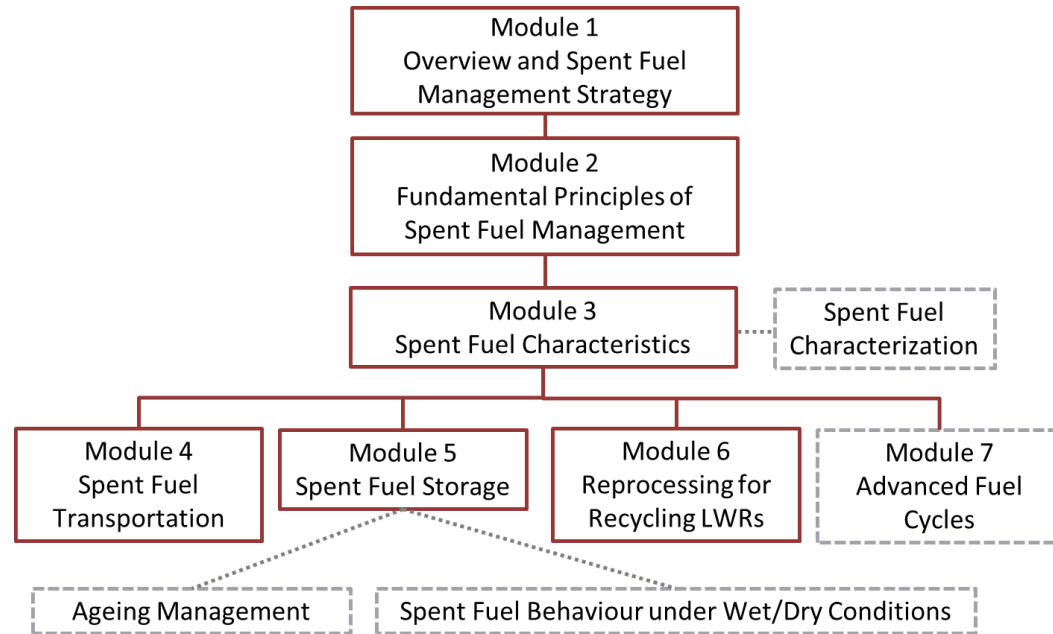 Module 1
Overview and Spent Fuel
Management Strategy
Module 2
Fundamental Principles of
Spent Fuel Management
Module 3
Spent Fuel Characteristics
Spent Fuel
Characterization
Module 4
Spent Fuel
Transportation
Module 5
Spent Fuel Storage
Module 6
Reprocessing for
Recycling LWRs
Module 7
Advanced Fuel
Cycles
Ageing Management
Spent Fuel Behaviour under Wet/Dry Conditions